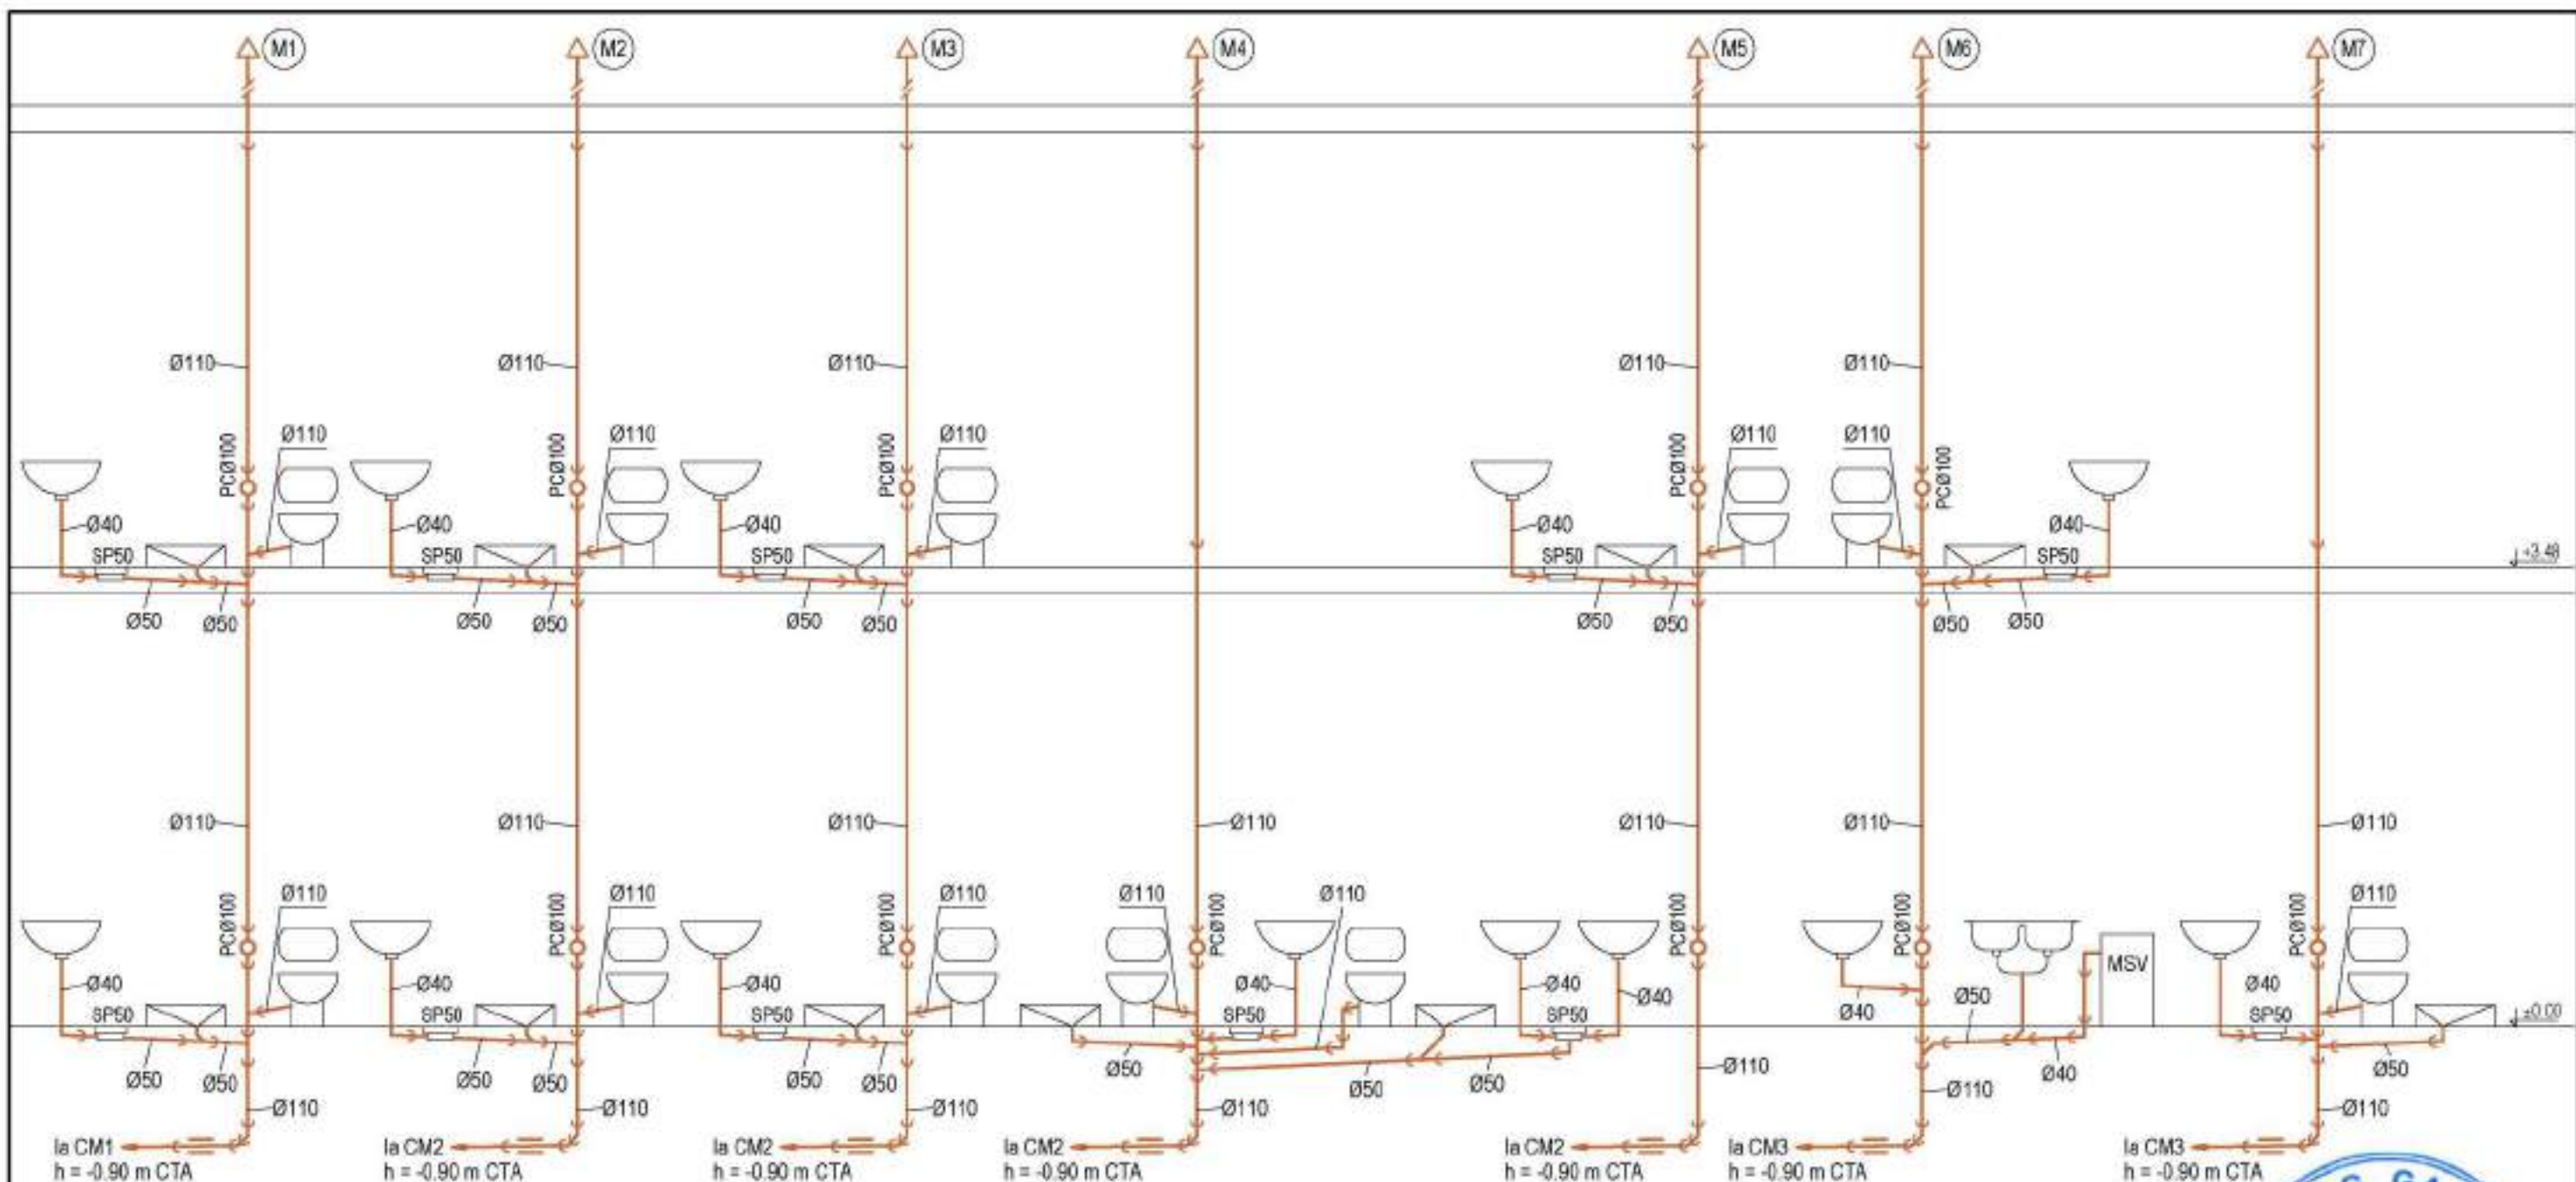 M1 M2 M3 M4 M5 M6 M7
Ø110 Ø110 Ø110 Ø110 Ø110
PCØ100 Ø110 PCØ100 Ø110 PCØ100 Ø110 PCØ100 Ø110 Ø110 PCØ100
Ø40 Ø40 Ø40 Ø40 Ø40
SP50 SP50 SP50 SP50 SP50
+3.48
Ø50 Ø50 Ø50 Ø50 Ø50 Ø50 Ø50 Ø50 Ø50 Ø50
Ø110 Ø110 Ø110 Ø110 Ø110 Ø110 Ø110
PCØ100 Ø110 PCØ100 Ø110 PCØ100 Ø110 Ø110 PCØ100 Ø110 PCØ100 PCØ100 PCØ100 Ø110
MSV
Ø40 Ø40 Ø40 Ø40 Ø40 Ø40 Ø40 Ø50 Ø40
SP50 SP50 SP50 SP50 SP50 SP50
±0.00
Ø50 Ø50 Ø50 Ø50 Ø50 Ø50 Ø50 Ø50 Ø50 Ø110 Ø40 Ø50
Ø110 Ø110 Ø110 Ø110 Ø110 Ø110
la CM1 la CM2 la CM2 la CM2 la CM2 la CM3 la CM3
h = -0.90 m CTA h = -0.90 m CTA h = -0.90 m CTA h = -0.90 m CTA h = -0.90 m CTA h = -0.90 m CTA h = -0.90 m CTA